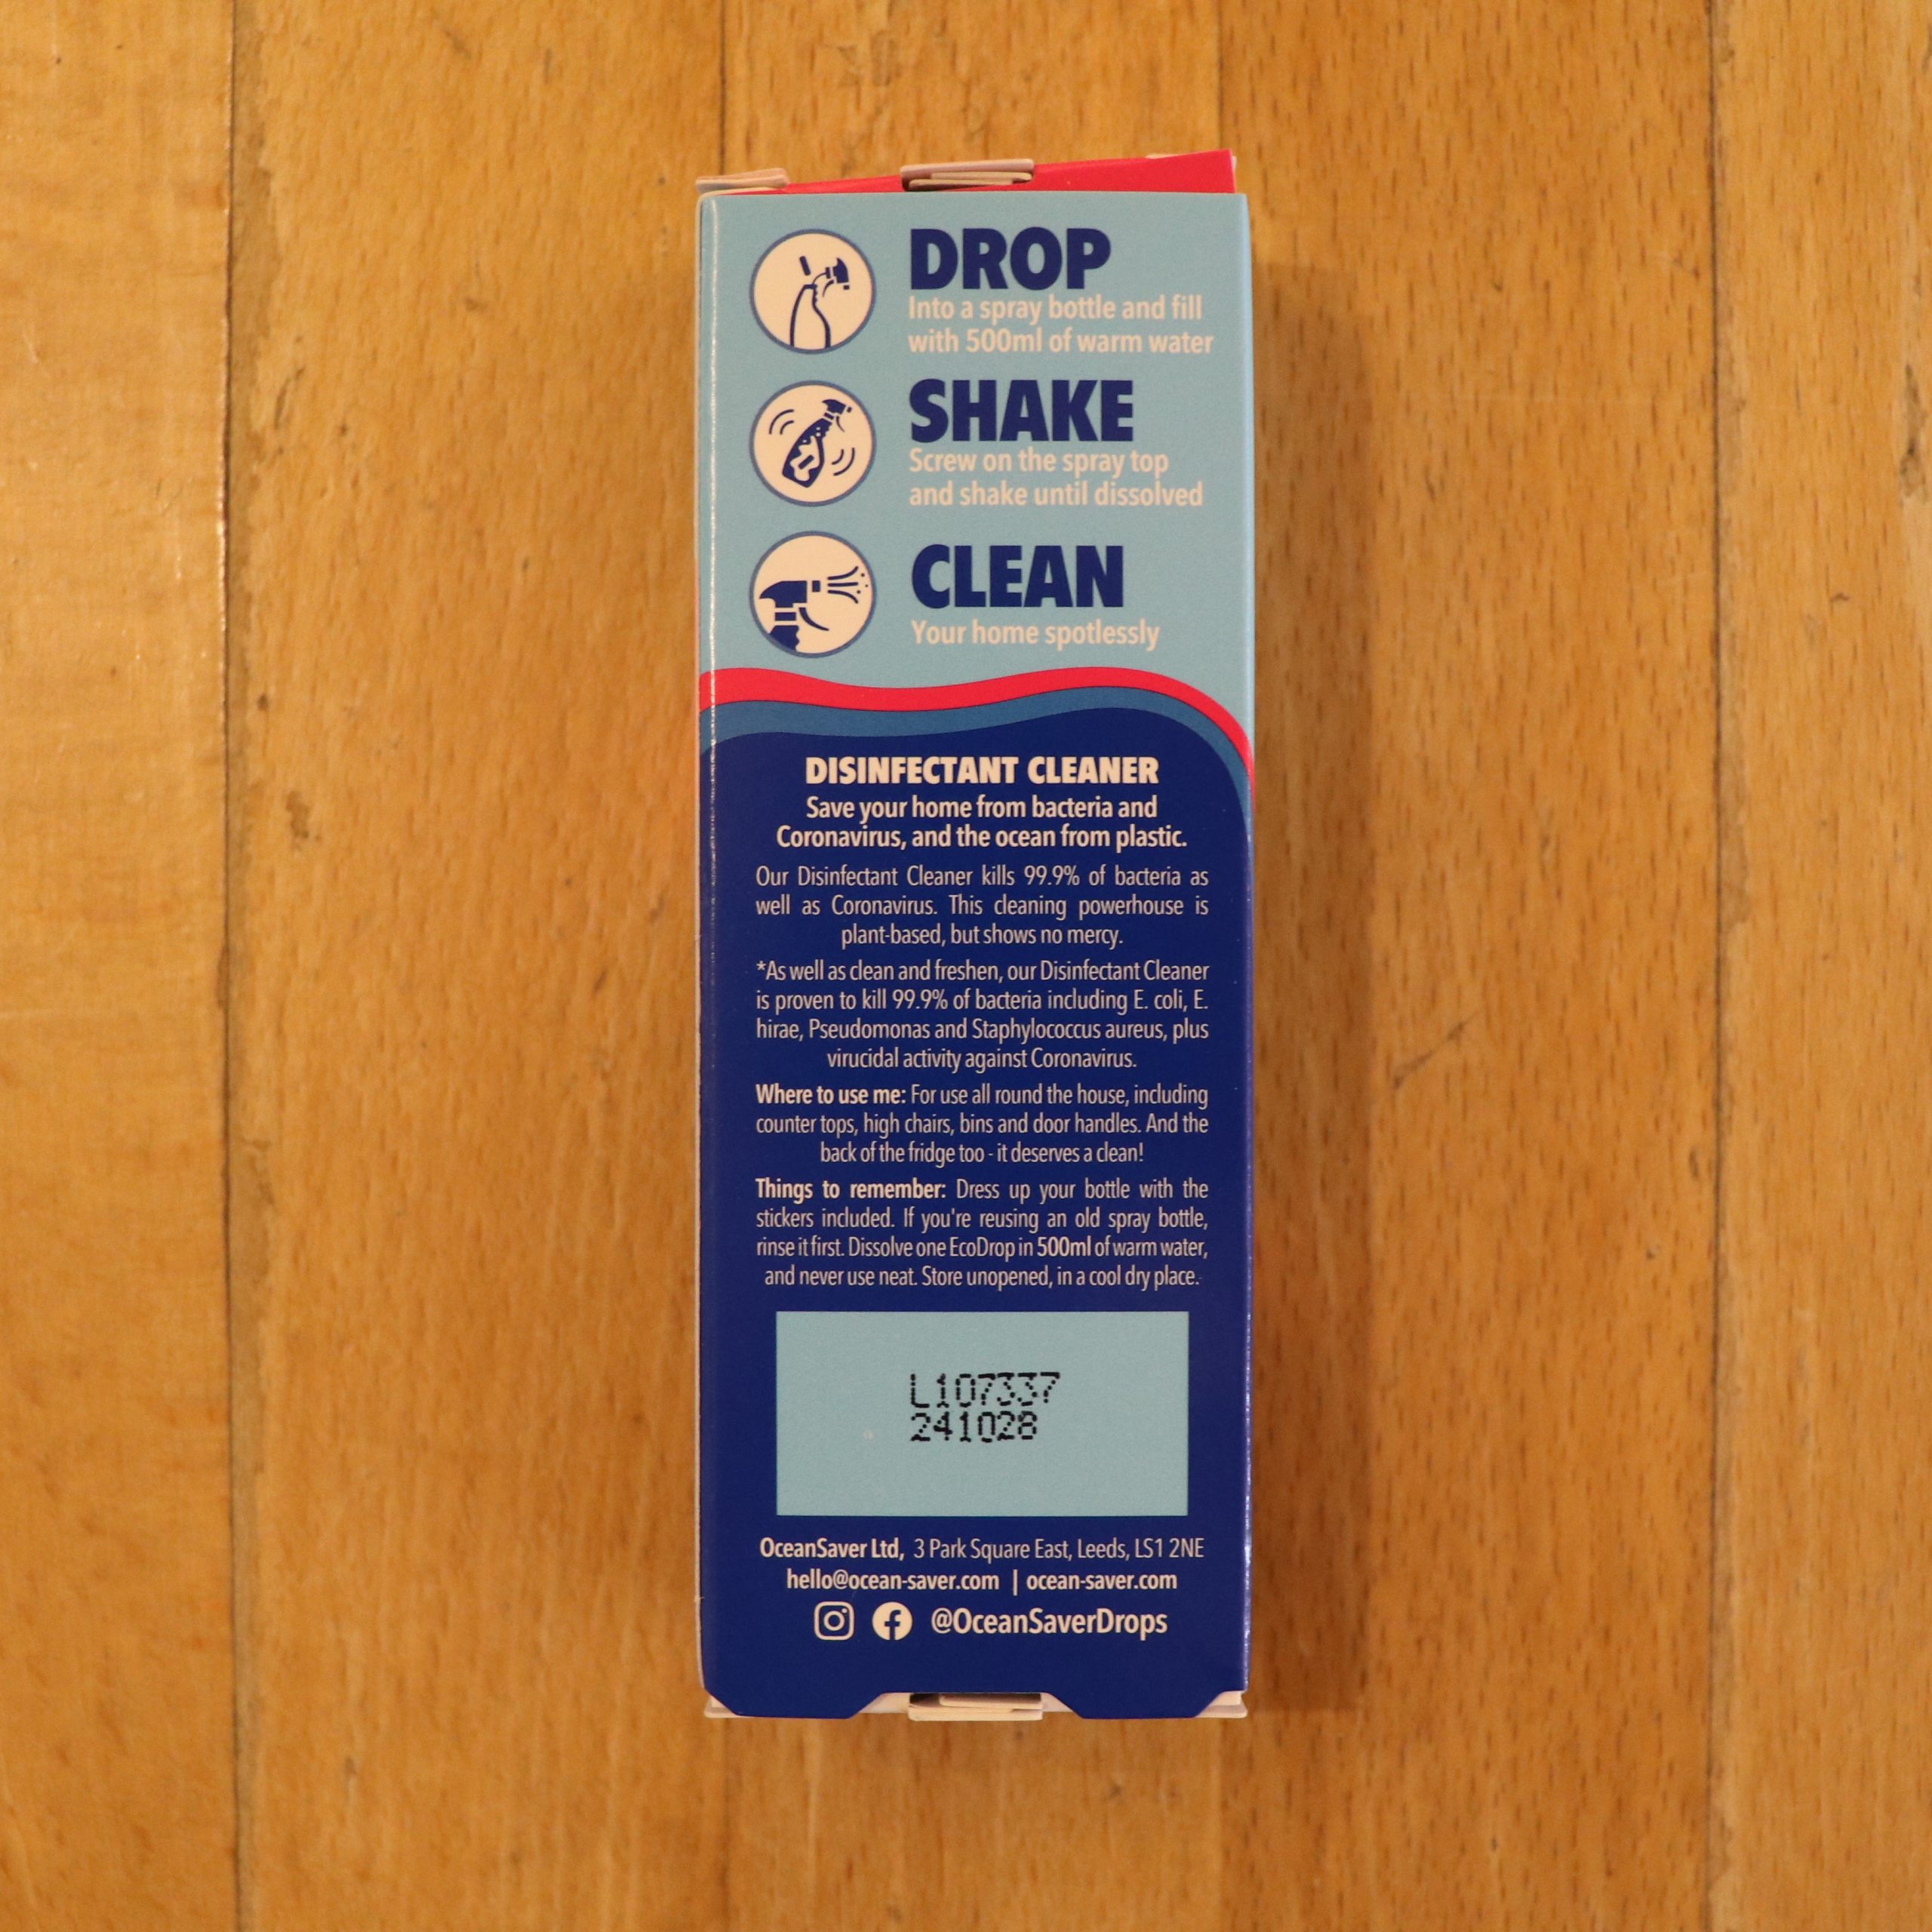 DROP
Into a spray bottle and fill
with 500ml of warm water
SHAKE
Screw on the spray top
and shake until dissolved
CLEAN
Your home spotlessly
DISINFECTANT CLEANER
Save your home from bacteria and
Coronavirus, and the ocean from plastic.
Our Disinfectant Cleaner kills 99.9% of bacteria as
well as Coronavirus. This cleaning powerhouse is
plant-based, but shows no mercy.
*As well as clean and freshen, our Disinfectant Cleaner
is proven to kill 99.9% of bacteria including E. coli, E.
hirae, Pseudomonas and Staphylococcus aureus, plus
virucidal activity against Coronavirus.
Where to use me: For use all round the house, including
counter tops, high chairs, bins and door handles. And the
back of the fridge too - it deserves a clean!
Things to remember: Dress up your bottle with the
stickers included. If you're reusing an old spray bottle,
rinse it first. Dissolve one EcoDrop in 500ml of warm water,
and never use neat. Store unopened, in a cool dry place.
L107337
241028
OceanSaver Ltd, 3 Park Square East, Leeds, LS1 2NE
hello@ocean-saver.com | ocean-saver.com
@OceanSaverDrops